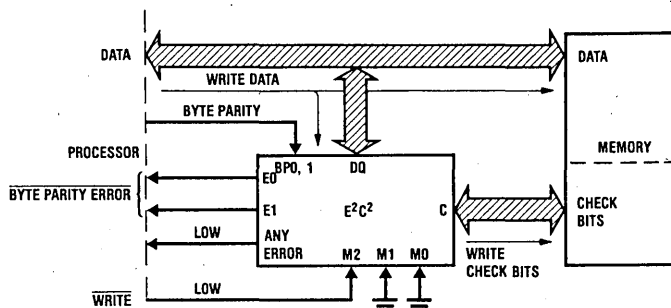 DATA
DATA
WRITE DATA
BYTE PARITY
PROCESSOR
MEMORY
BP0, 1
DQ
E0
BYTE PARITY ERROR
E1
E²C²
C
CHECK
BITS
LOW
ANY
ERROR
M2
M1
M0
WRITE
CHECK BITS
WRITE
LOW